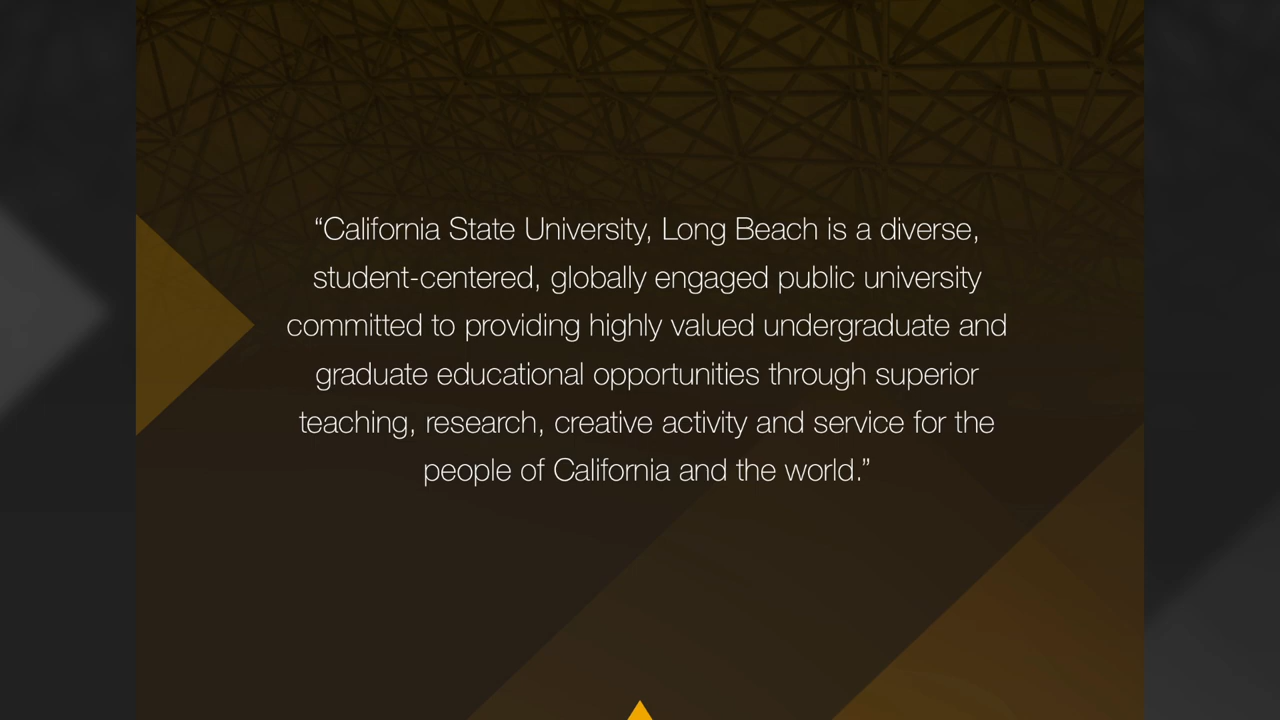 “California State University, Long Beach is a diverse,
student-centered, globally engaged public university
committed to providing highly valued undergraduate and
graduate educational opportunities through superior
teaching, research, creative activity and service for the
people of California and the world.”